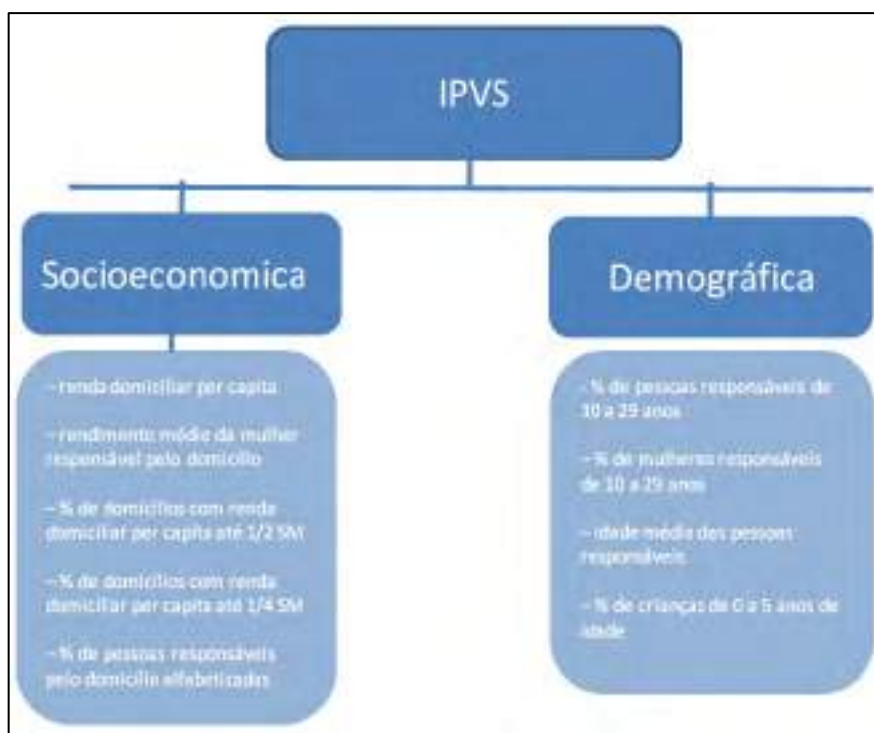 IPVS
Socioeconomica
– renda domiciliar per capita
– rendimento médio da mulher
responsável pelo domicílio
– % de domicílios com renda
domiciliar per capita até 1/2 SM
– % de domicílios com renda
domiciliar per capita até 1/4 SM
– % de pessoas responsáveis
pelo domicílio alfabetizadas
Demográfica
- % de pessoas responsáveis de
10 a 29 anos
– % de mulheres responsáveis
de 10 a 29 anos
– idade média das pessoas
responsáveis
– % de crianças de 0 a 5 anos de
idade